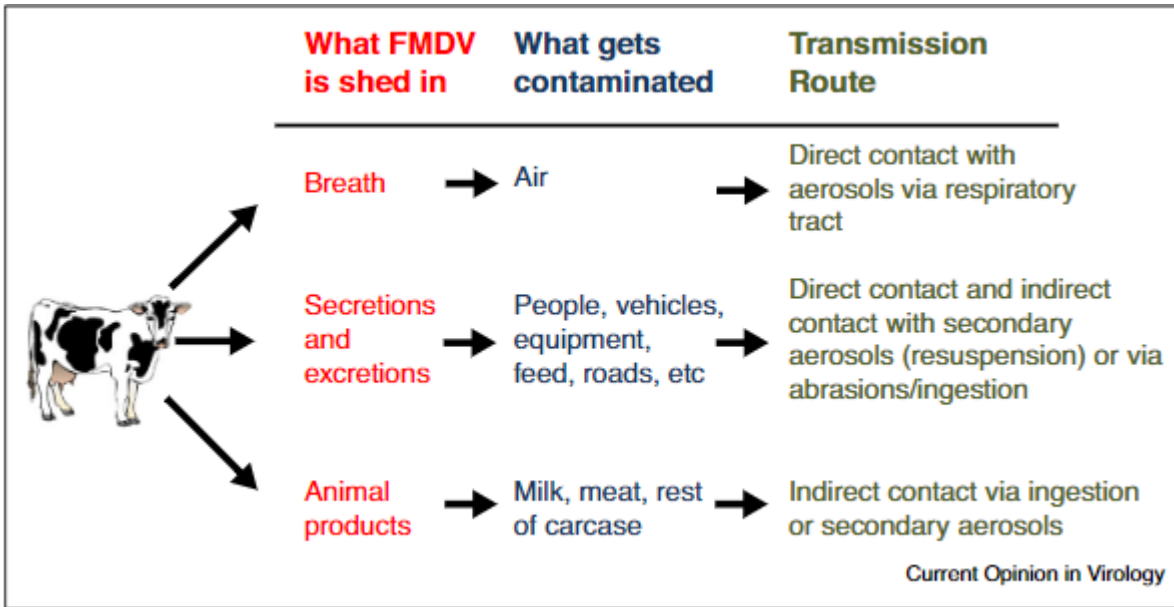 What FMDV
is shed in
What gets
contaminated
Transmission
Route
Breath
Air
Direct contact with
aerosols via respiratory
tract
Secretions
and
excretions
People, vehicles,
equipment,
feed, roads, etc
Direct contact and indirect
contact with secondary
aerosols (resuspension) or via
abrasions/ingestion
Animal
products
Milk, meat, rest
of carcase
Indirect contact via ingestion
or secondary aerosols
Current Opinion in Virology